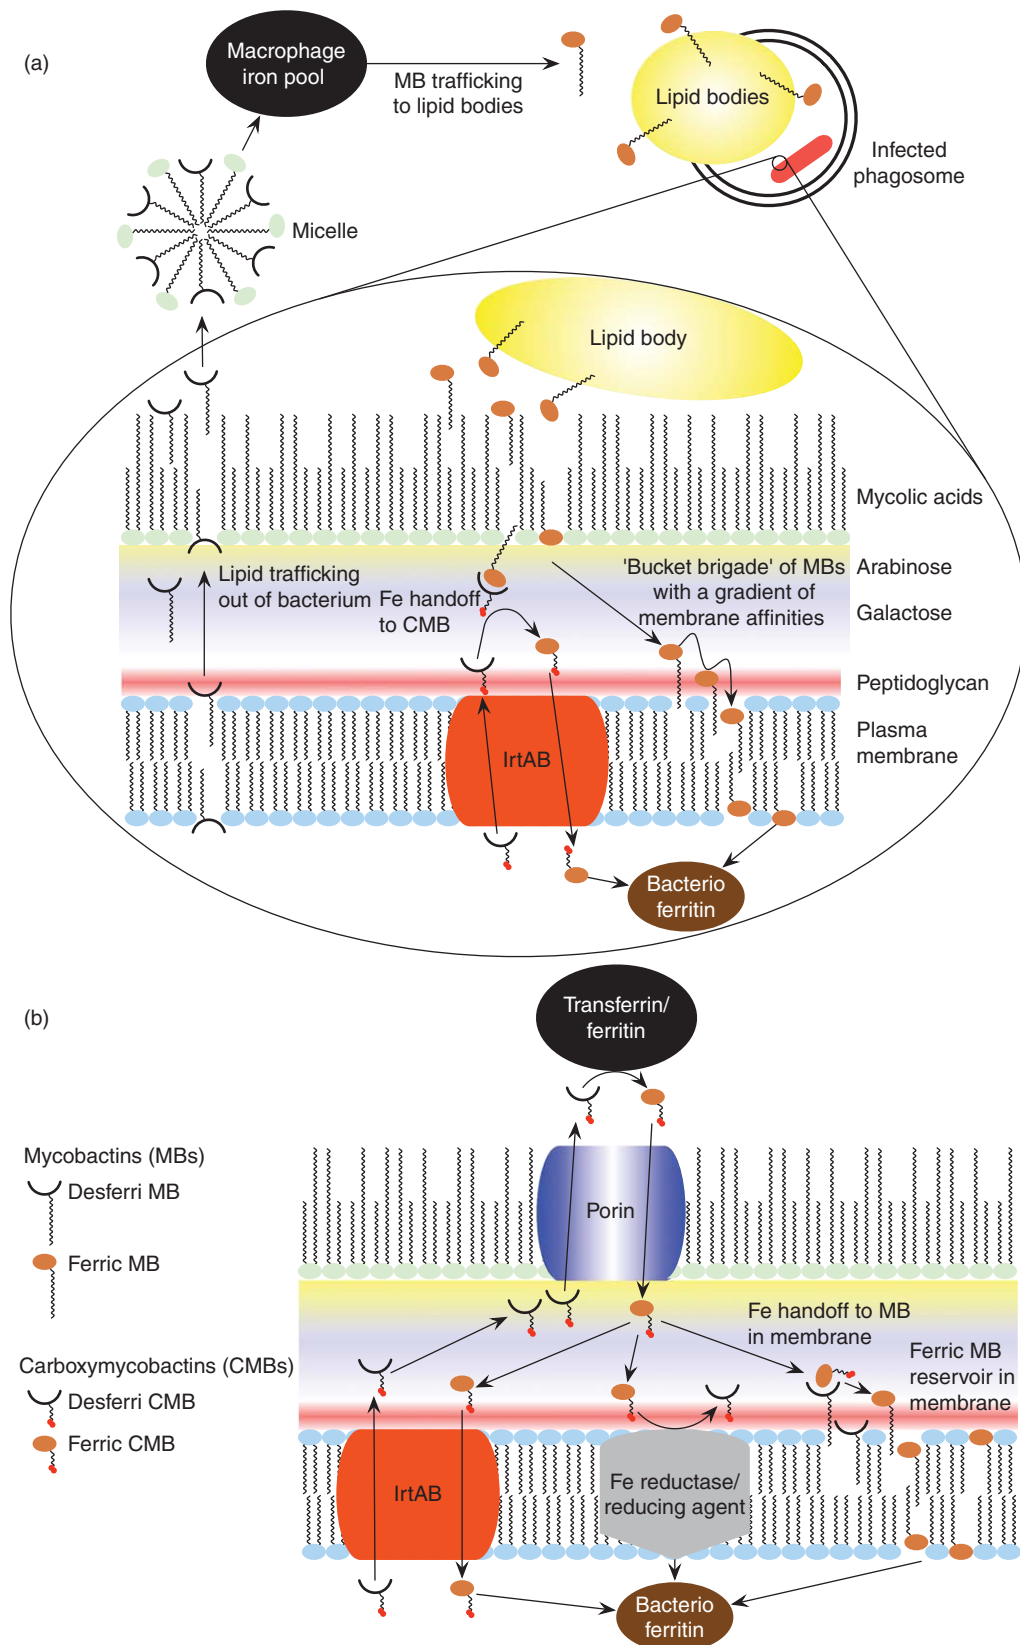 (a)
Macrophage
iron pool
MB trafficking
to lipid bodies
Lipid bodies
Infected
phagosome
Micelle
Lipid body
Mycolic acids
Arabinose
Galactose
Peptidoglycan
Plasma
membrane
Lipid trafficking
out of bacterium
Fe handoff
to CMB
'Bucket brigade' of MBs
with a gradient of
membrane affinities
IrtAB
Bacterio
ferritin
(b)
Transferrin/
ferritin
Mycobactins (MBs)
Desferri MB
Ferric MB
Carboxymycobactins (CMBs)
Desferri CMB
Ferric CMB
Porin
Fe handoff to MB
in membrane
Ferric MB
reservoir in
membrane
IrtAB
Fe reductase/
reducing agent
Bacterio
ferritin